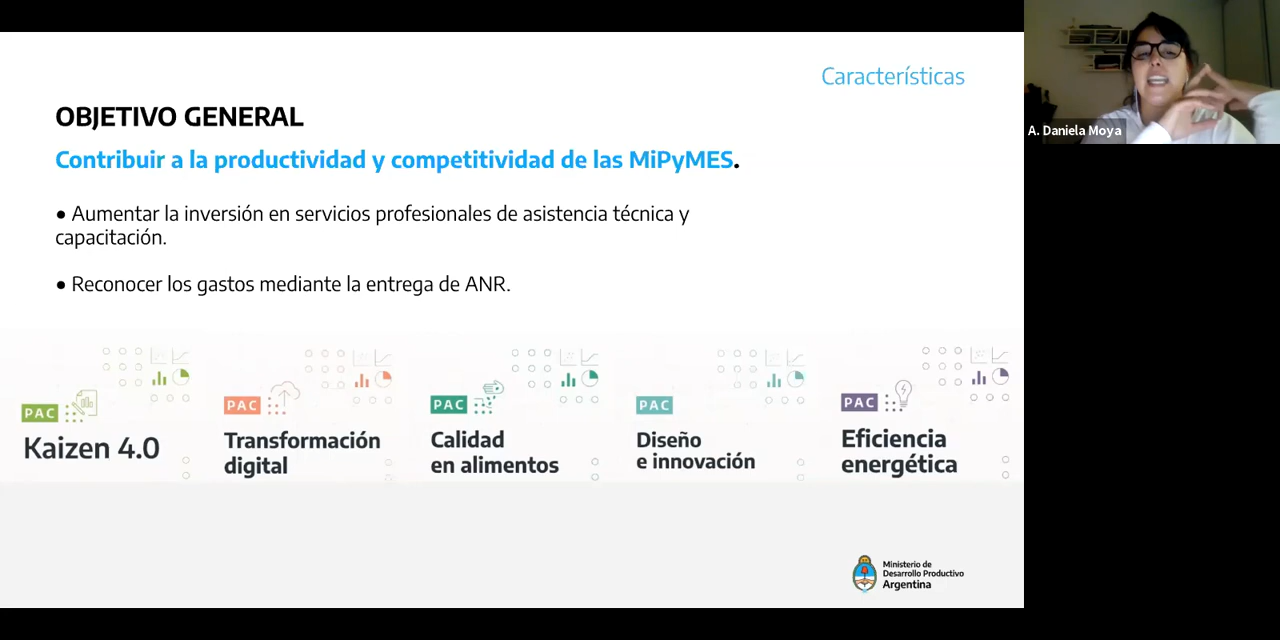 Características
OBJETIVO GENERAL
Contribuir a la productividad y competitividad de las MiPyMES.
● Aumentar la inversión en servicios profesionales de asistencia técnica y
capacitación.
● Reconocer los gastos mediante la entrega de ANR.
PAC
Kaizen 4.0
PAC
Transformación
digital
PAC
Calidad
en alimentos
PAC
Diseño
e innovación
PAC
Eficiencia
energética
Ministerio de
Desarrollo Productivo
Argentina
A. Daniela Moya